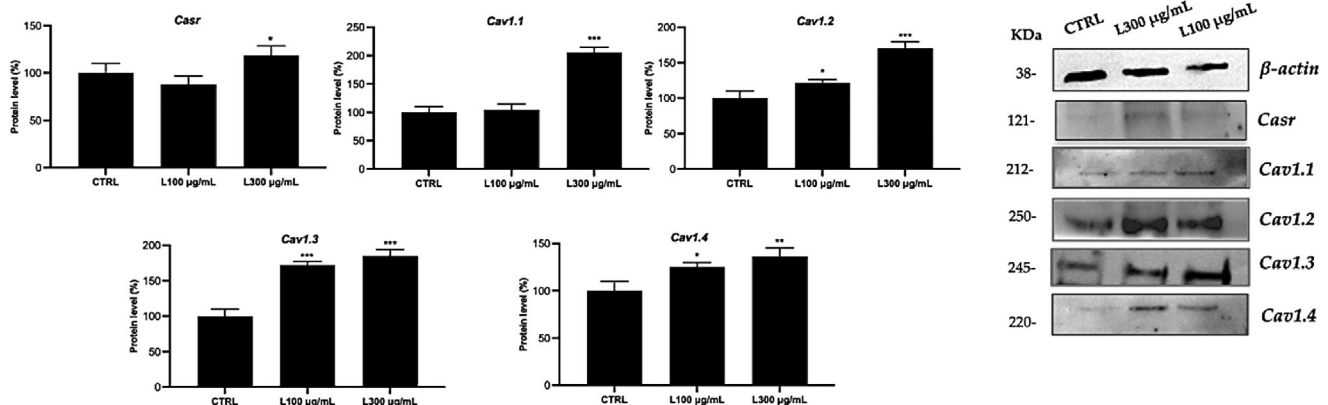 Casr
Protein level (%)
150
100
50
0
*
CTRL
L100 µg/mL
L300 µg/mL
Cav1.1
Protein level (%)
250
200
150
100
50
0
***
CTRL
L100 µg/mL
L300 µg/mL
Cav1.2
Protein level (%)
200
150
100
50
0
*
***
CTRL
L100 µg/mL
L300 µg/mL
Cav1.3
Protein level (%)
200
150
100
50
0
***
***
CTRL
L100 µg/mL
L300 µg/mL
Cav1.4
Protein level (%)
150
100
50
0
*
**
CTRL
L100 µg/mL
L300 µg/mL
KDa
CTRL
L300 µg/mL
L100 µg/mL
38- β-actin
121- Casr
212- Cav1.1
250- Cav1.2
245- Cav1.3
220- Cav1.4